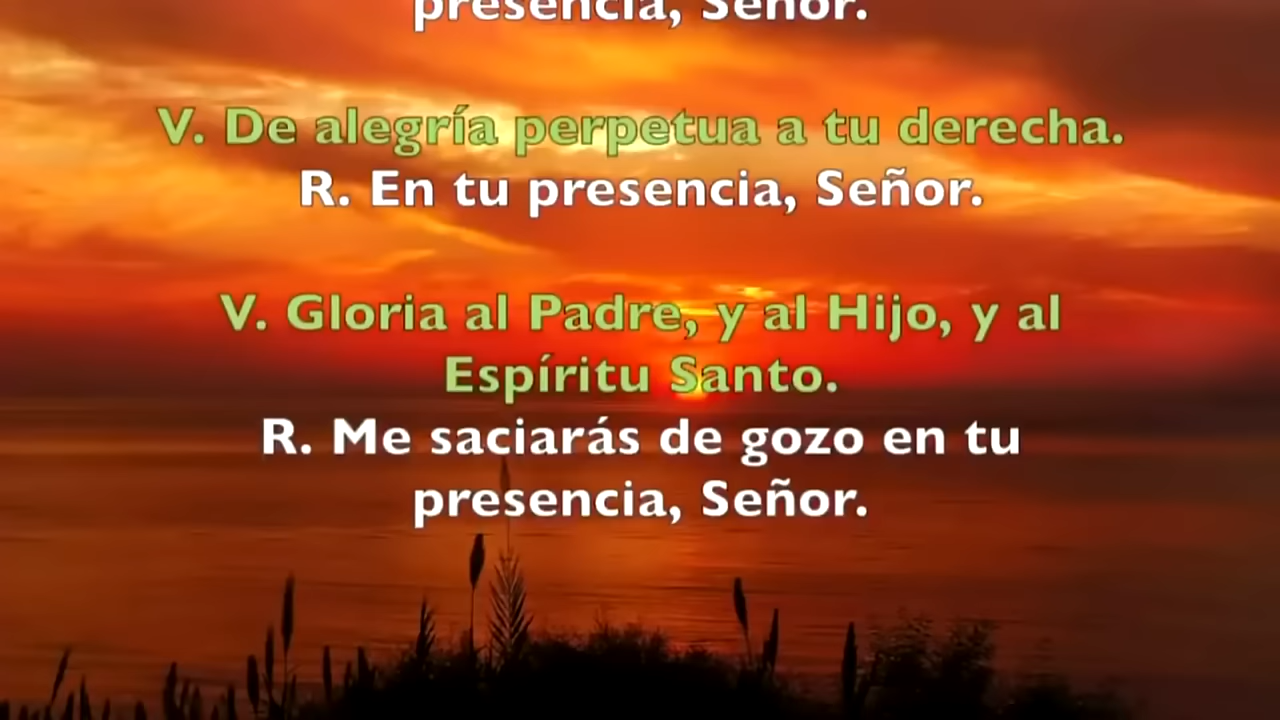 presencia, Señor.
V. De alegría perpetua a tu derecha.
R. En tu presencia, Señor.
V. Gloria al Padre, y al Hijo, y al
Espíritu Santo.
R. Me saciarás de gozo en tu
presencia, Señor.